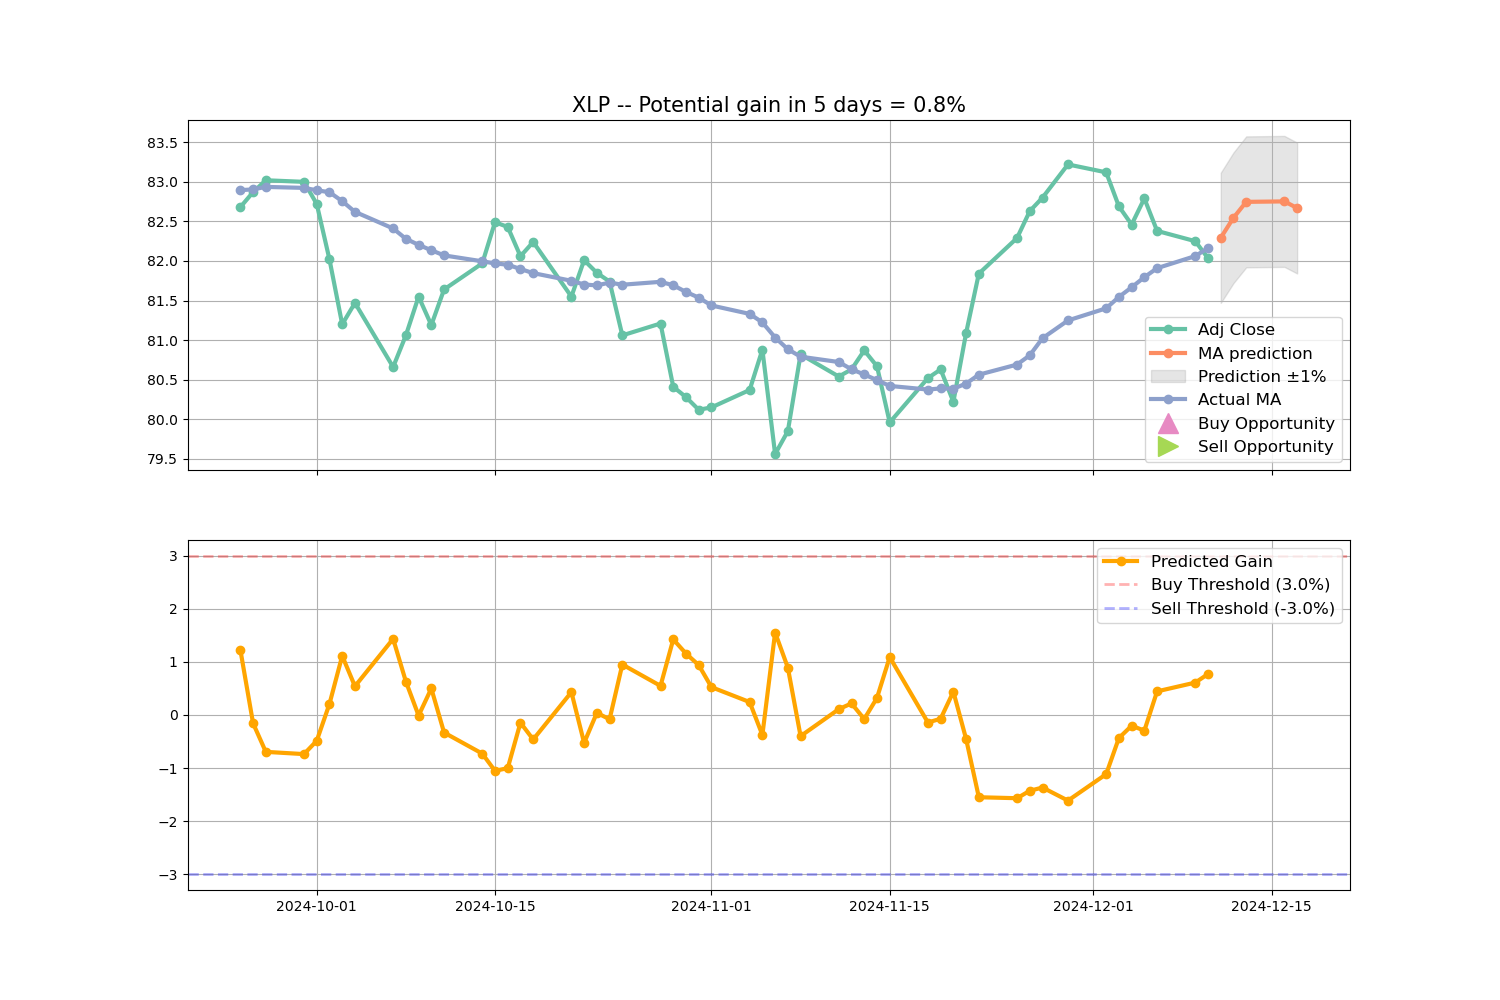 XLP -- Potential gain in 5 days = 0.8%
83.5
83.0
82.5
82.0
81.5
81.0
80.5
80.0
79.5
Adj Close
MA prediction
Prediction ±1%
Actual MA
Buy Opportunity
Sell Opportunity
3
2
1
0
−1
−2
−3
Predicted Gain
Buy Threshold (3.0%)
Sell Threshold (-3.0%)
2024-10-01
2024-10-15
2024-11-01
2024-11-15
2024-12-01
2024-12-15